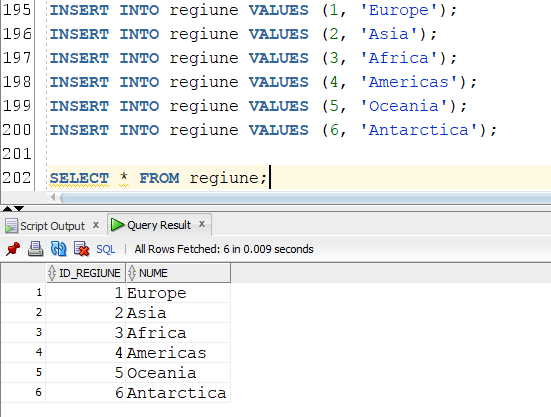 195 INSERT INTO regiune VALUES (1, 'Europe');
196 INSERT INTO regiune VALUES (2, 'Asia');
197 INSERT INTO regiune VALUES (3, 'Africa');
198 INSERT INTO regiune VALUES (4, 'Americas');
199 INSERT INTO regiune VALUES (5, 'Oceania');
200 INSERT INTO regiune VALUES (6, 'Antarctica');
201
202 SELECT * FROM regiune;
Script Output x Query Result x
SQL | All Rows Fetched: 6 in 0.009 seconds
ID_REGIUNE NUME
1 1 Europe
2 2 Asia
3 3 Africa
4 4 Americas
5 5 Oceania
6 6 Antarctica